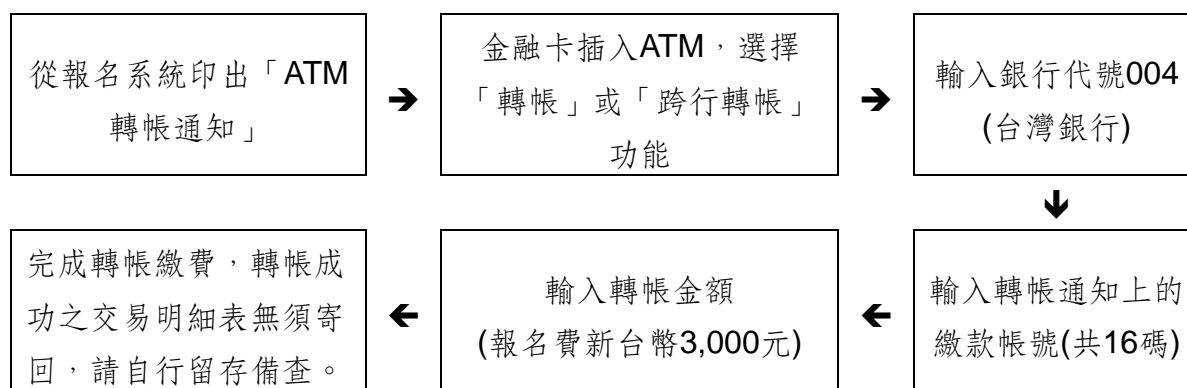 從報名系統印出「ATM
轉帳通知」
金融卡插入ATM，選擇
「轉帳」或「跨行轉帳」
功能
輸入銀行代號004
(台灣銀行)
輸入轉帳通知上的
繳款帳號(共16碼)
輸入轉帳金額
(報名費新台幣3,000元)
完成轉帳繳費，轉帳成
功之交易明細表無須寄
回，請自行留存備查。